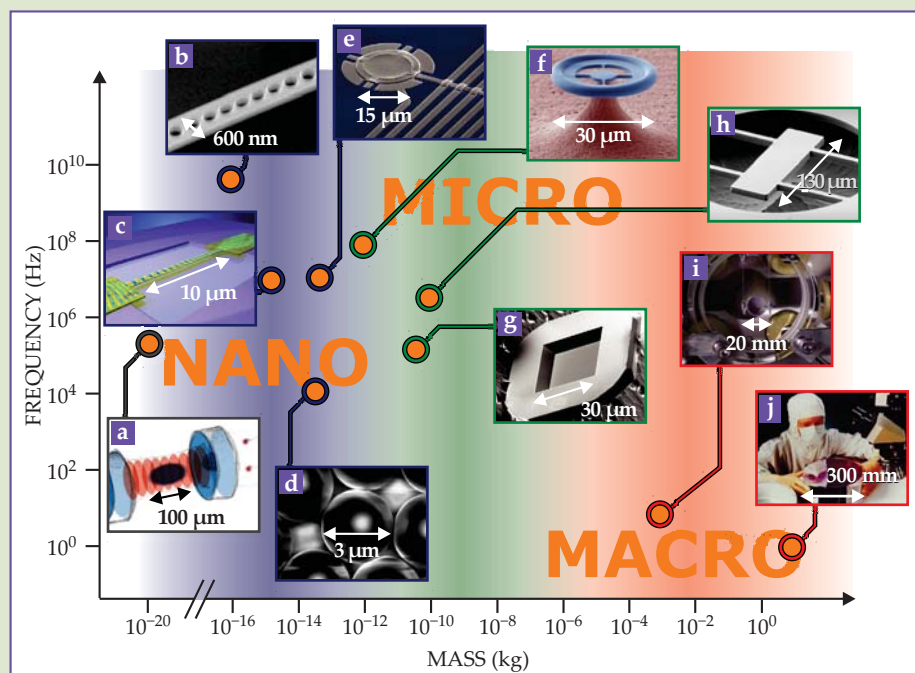 b
600 nm
e
15 µm
f
30 µm
h
130 µm
c
10 µm
MICRO
i
20 mm
NANO
g
30 µm
a
100 µm
d
3 µm
j
300 mm
MACRO
FREQUENCY (Hz)
10¹⁰
10⁸
10⁶
10⁴
10²
10⁰
10⁻²⁰ 10⁻¹⁶ 10⁻¹⁴ 10⁻¹² 10⁻¹⁰ 10⁻⁸ 10⁻⁶ 10⁻⁴ 10⁻² 10⁰
MASS (kg)